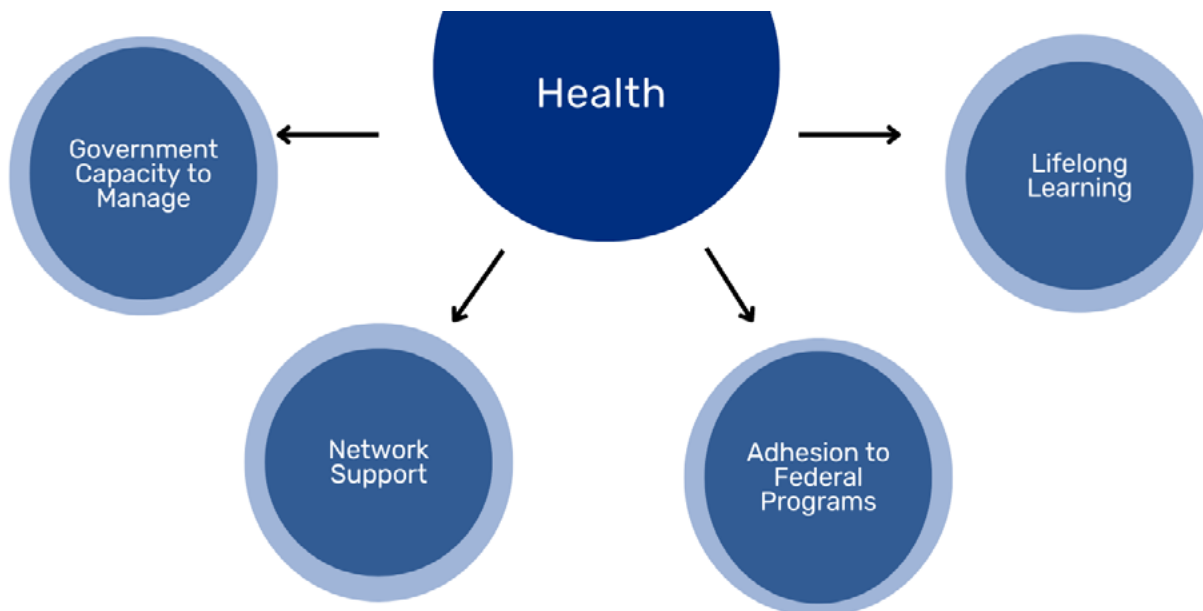 Health
Government
Capacity to
Manage
Lifelong
Learning
Network
Support
Adhesion to
Federal
Programs